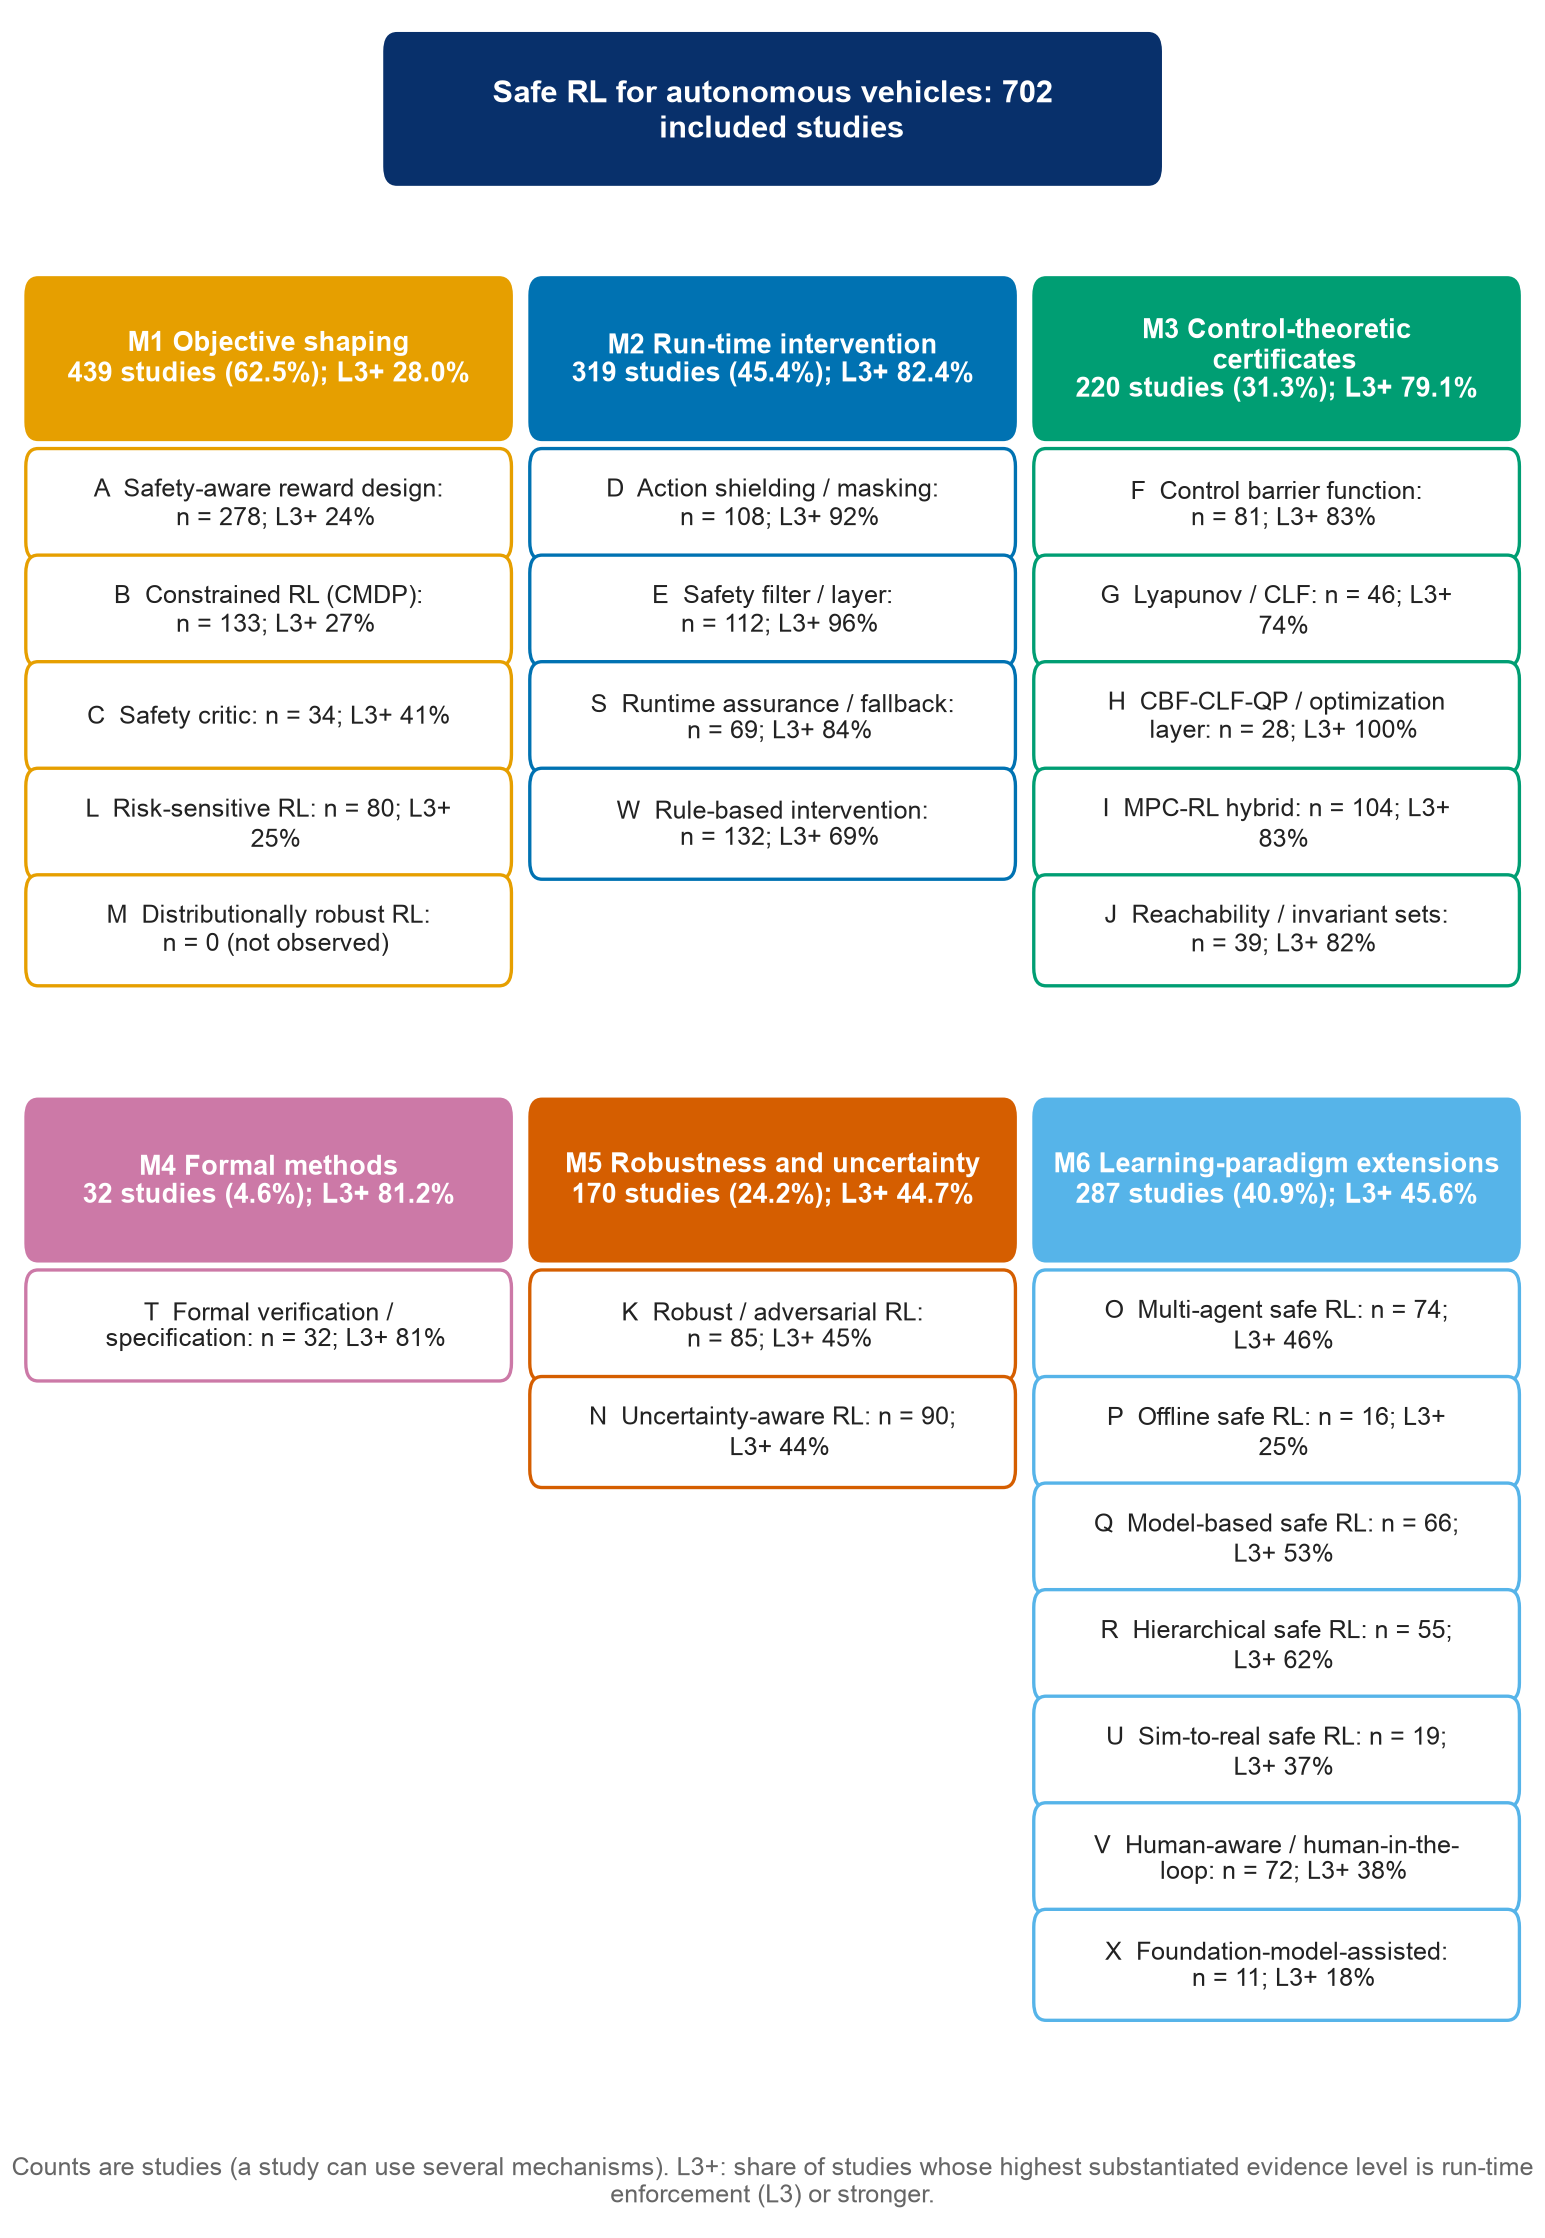 Safe RL for autonomous vehicles: 702
included studies
M1 Objective shaping
439 studies (62.5%); L3+ 28.0%
A  Safety-aware reward design:
n = 278; L3+ 24%
B  Constrained RL (CMDP):
n = 133; L3+ 27%
C  Safety critic: n = 34; L3+ 41%
L  Risk-sensitive RL: n = 80; L3+
25%
M  Distributionally robust RL:
n = 0 (not observed)
M2 Run-time intervention
319 studies (45.4%); L3+ 82.4%
D  Action shielding / masking:
n = 108; L3+ 92%
E  Safety filter / layer:
n = 112; L3+ 96%
S  Runtime assurance / fallback:
n = 69; L3+ 84%
W  Rule-based intervention:
n = 132; L3+ 69%
M3 Control-theoretic
certificates
220 studies (31.3%); L3+ 79.1%
F  Control barrier function:
n = 81; L3+ 83%
G  Lyapunov / CLF: n = 46; L3+
74%
H  CBF-CLF-QP / optimization
layer: n = 28; L3+ 100%
I  MPC-RL hybrid: n = 104; L3+
83%
J  Reachability / invariant sets:
n = 39; L3+ 82%
M4 Formal methods
32 studies (4.6%); L3+ 81.2%
T  Formal verification /
specification: n = 32; L3+ 81%
M5 Robustness and uncertainty
170 studies (24.2%); L3+ 44.7%
K  Robust / adversarial RL:
n = 85; L3+ 45%
N  Uncertainty-aware RL: n = 90;
L3+ 44%
M6 Learning-paradigm extensions
287 studies (40.9%); L3+ 45.6%
O  Multi-agent safe RL: n = 74;
L3+ 46%
P  Offline safe RL: n = 16; L3+
25%
Q  Model-based safe RL: n = 66;
L3+ 53%
R  Hierarchical safe RL: n = 55;
L3+ 62%
U  Sim-to-real safe RL: n = 19;
L3+ 37%
V  Human-aware / human-in-the-
loop: n = 72; L3+ 38%
X  Foundation-model-assisted:
n = 11; L3+ 18%
Counts are studies (a study can use several mechanisms). L3+: share of studies whose highest substantiated evidence level is run-time
enforcement (L3) or stronger.